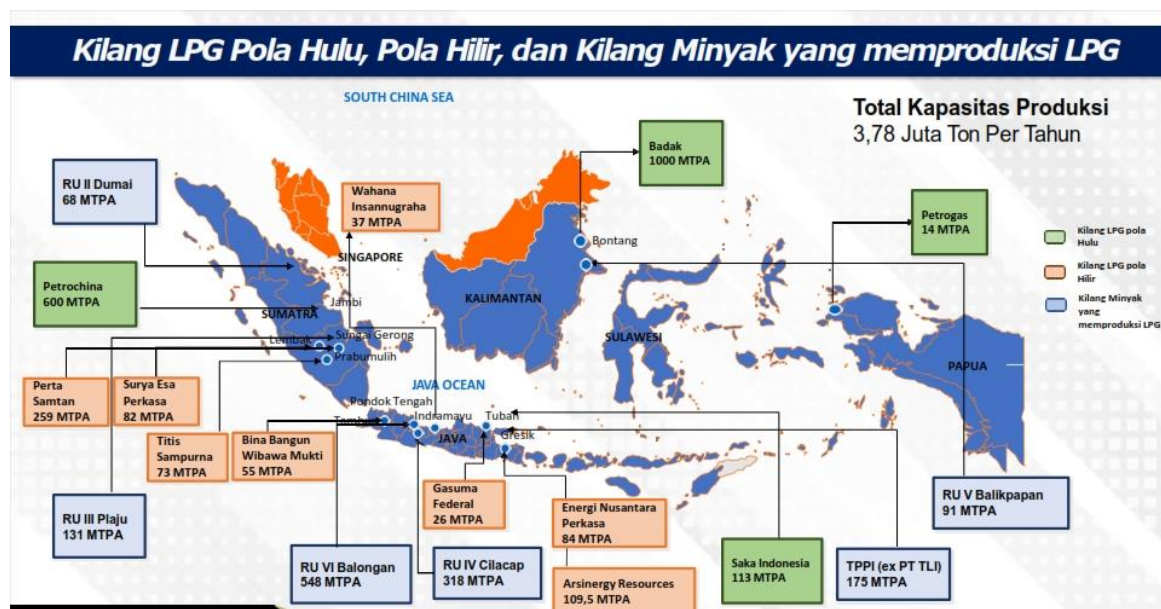 Kilang LPG Pola Hulu, Pola Hilir, dan Kilang Minyak yang memproduksi LPG
SOUTH CHINA SEA
Total Kapasitas Produksi
3,78 Juta Ton Per Tahun
Badak
1000 MTPA
RU II Dumai
68 MTPA
Wahana
Insannugraha
37 MTPA
Petrogas
14 MTPA
Kilang LPG pola
Hulu
Kilang LPG pola
Hilir
Kilang Minyak
yang
memproduksi LPG
Bontang
SINGAPORE
Petrochina
600 MTPA
KALIMANTAN
Jambi
SUMATRA
Sungai Gerong
Lembak
Prabumulih
SULAWESI
PAPUA
JAVA OCEAN
Perta
Samtan
259 MTPA
Surya Esa
Perkasa
82 MTPA
Pondok Tengah
Indramayu
Tuban
JAVA
Gresik
Titis
Sampurna
73 MTPA
Bina Bangun
Wibawa Mukti
55 MTPA
Gasuma
Federal
26 MTPA
Energi Nusantara
Perkasa
84 MTPA
RU V Balikpapan
91 MTPA
RU III Plaju
131 MTPA
RU VI Balongan
548 MTPA
RU IV Cilacap
318 MTPA
Arsinergy Resources
109,5 MTPA
Saka Indonesia
113 MTPA
TPPI (ex PT TLI)
175 MTPA